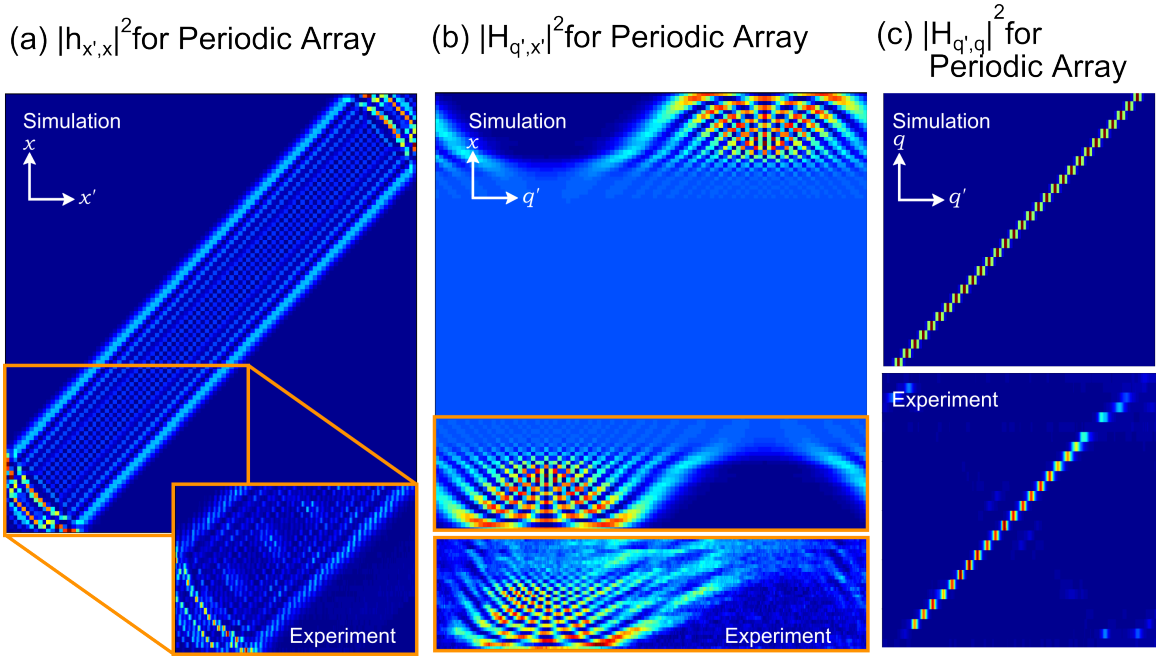 (a) |hx',x|² for Periodic Array
(b) |Hq',x'|² for Periodic Array
(c) |Hq',q|² for
Periodic Array
Simulation
x
x'
Experiment
Simulation
x
q'
Experiment
Simulation
q
q'
Experiment